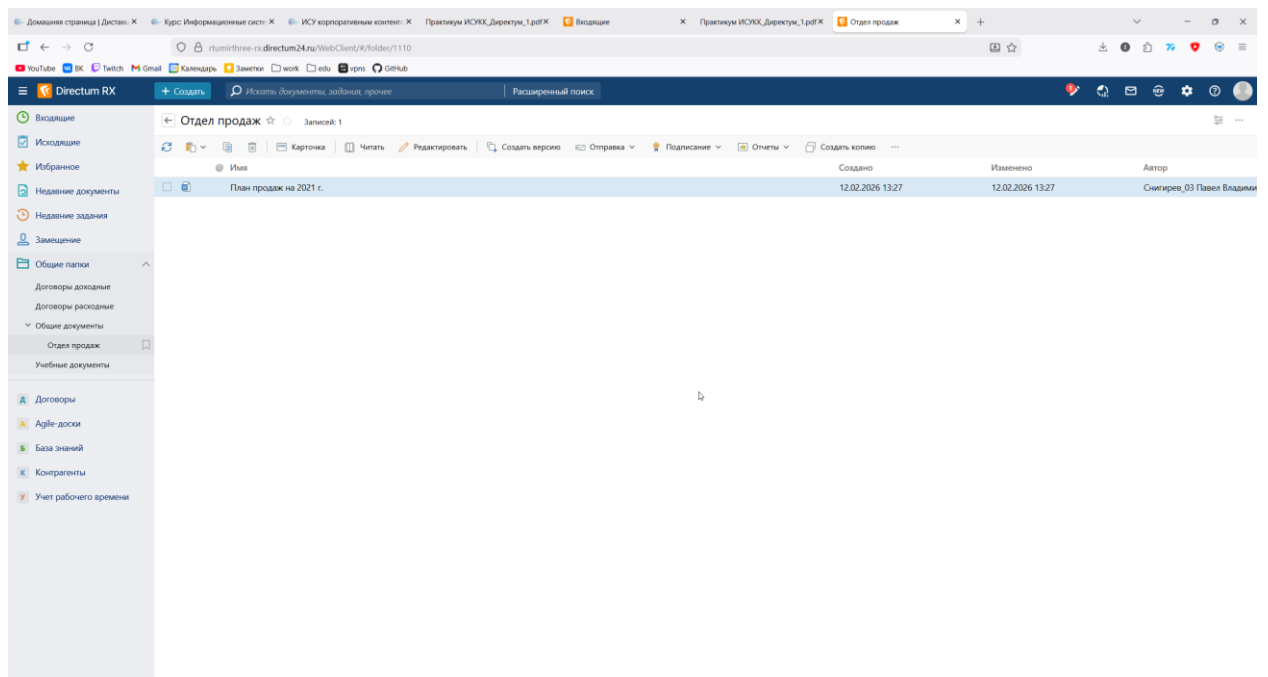 Домашняя страница | Дистанц
Курс: Информационные систе
ИСУ корпоративным контентс
Практикум ИСУКК_Директум_1.pdf
Входящие
Практикум ИСУКК_Директум_1.pdf
Отдел продаж
rtumirthree-rx.directum24.ru/WebClient/#/folder/1110
YouTube ВК Twitch Gmail Календарь Заметки work edu vpns GitHub
Directum RX
+ Создать
Искать документы, задания, прочее
Расширенный поиск
Входящие
Исходящие
Избранное
Недавние документы
Недавние задания
Замещение
Общие папки
Договоры доходные
Договоры расходные
Общие документы
Отдел продаж
Учебные документы
Д Договоры
A Agile-доски
Б База знаний
К Контрагенты
У Учет рабочего времени
Отдел продаж Записей: 1
Карточка Читать Редактировать Создать версию Отправка Подписание Отчеты Создать копию ...
@ Имя Создано Изменено Автор
План продаж на 2021 г. 12.02.2026 13:27 12.02.2026 13:27 Снигирев_03 Павел Владими